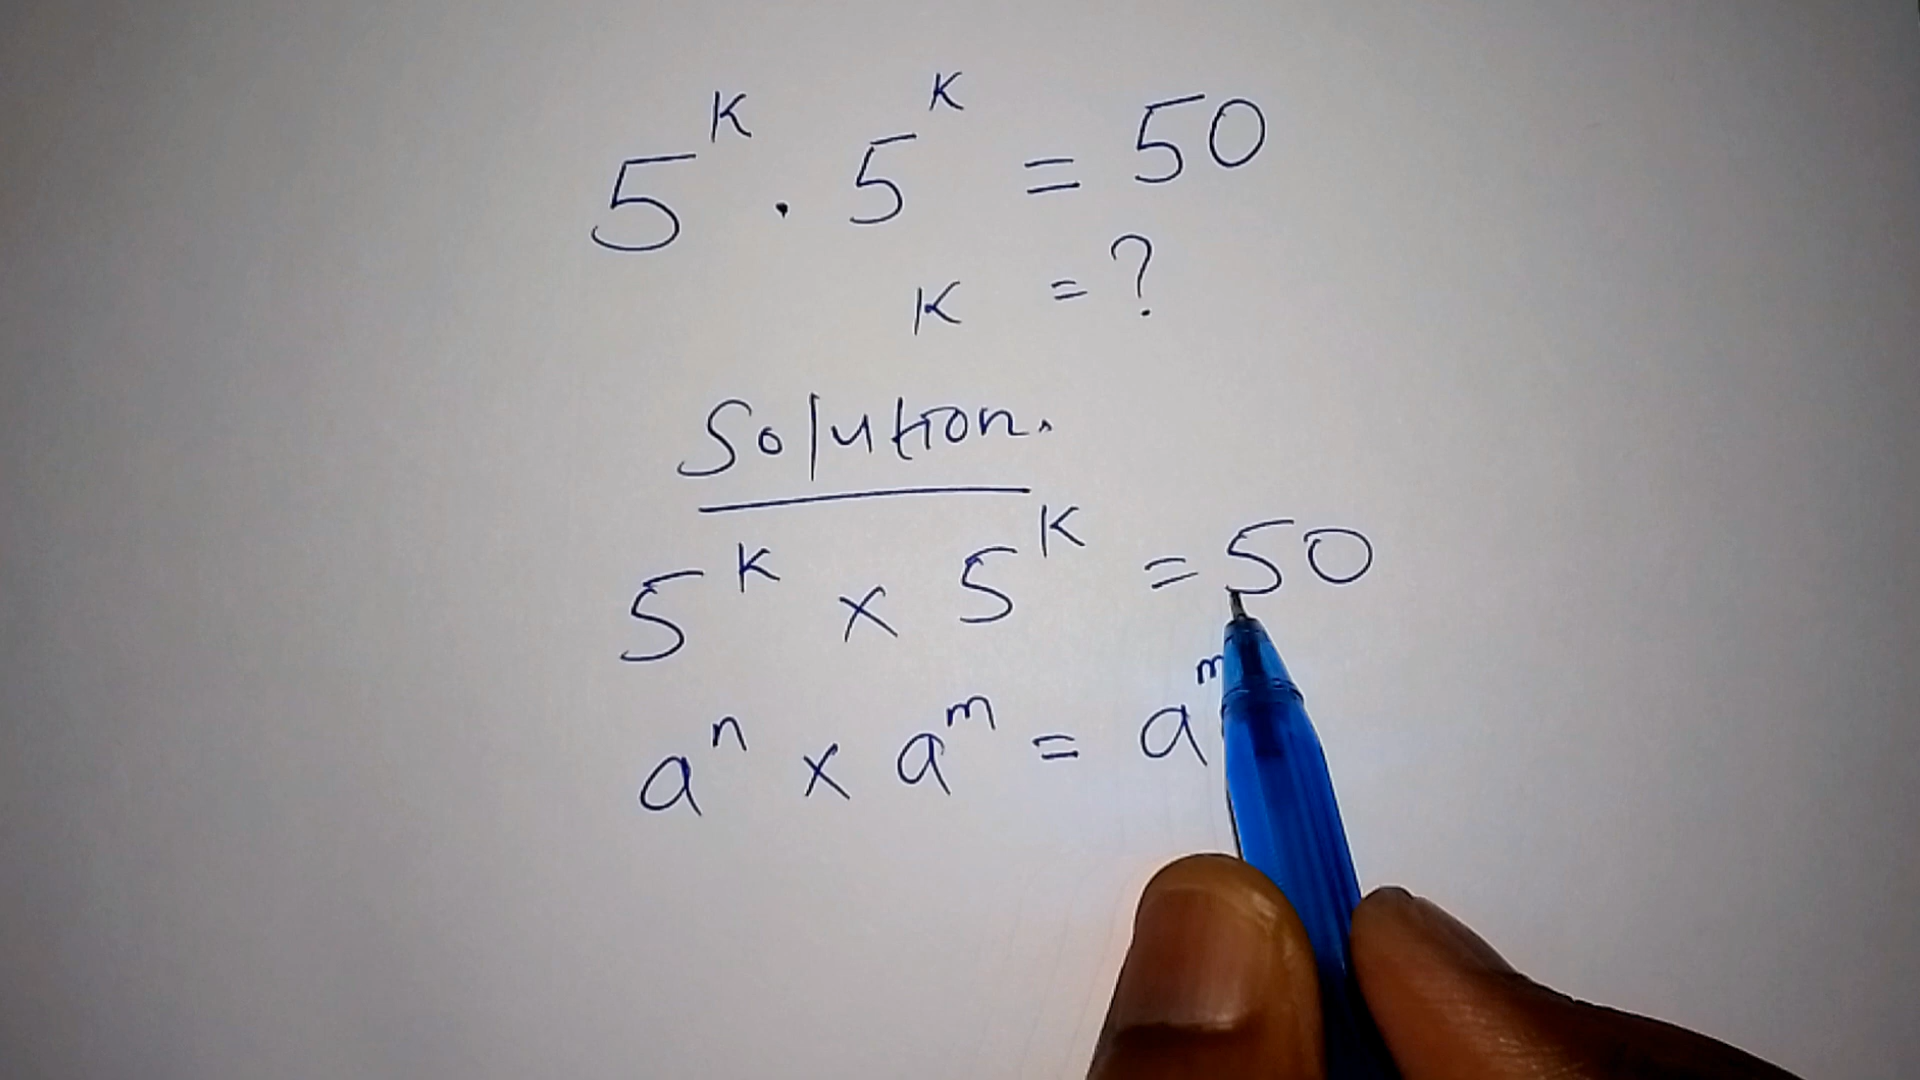 5^K . 5^K = 50
K = ?
Solution.
5^K × 5^K = 50
a^n × a^m = a^m